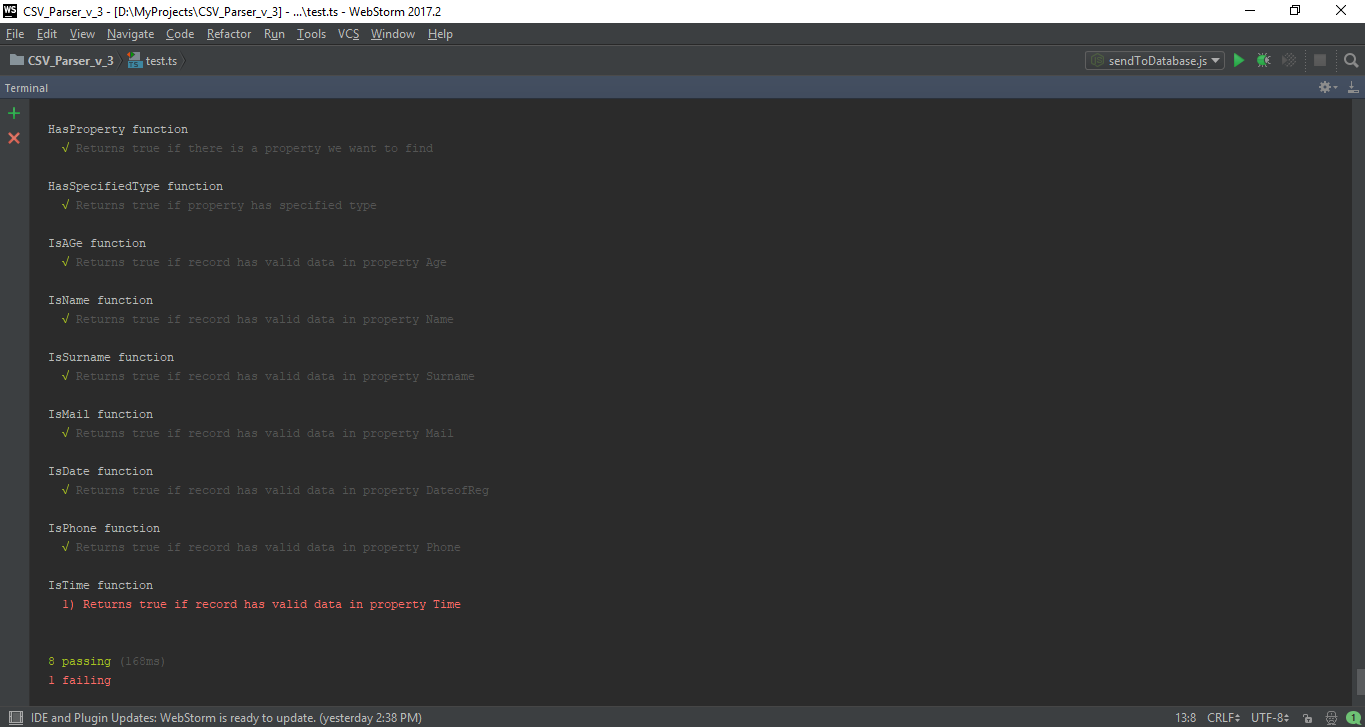 WS CSV_Parser_v_3 - [D:\MyProjects\CSV_Parser_v_3] - ...\test.ts - WebStorm 2017.2
File Edit View Navigate Code Refactor Run Tools VCS Window Help
CSV_Parser_v_3 test.ts sendToDatabase.js
Terminal
HasProperty function
√ Returns true if there is a property we want to find
HasSpecifiedType function
√ Returns true if property has specified type
IsAGe function
√ Returns true if record has valid data in property Age
IsName function
√ Returns true if record has valid data in property Name
IsSurname function
√ Returns true if record has valid data in property Surname
IsMail function
√ Returns true if record has valid data in property Mail
IsDate function
√ Returns true if record has valid data in property DateofReg
IsPhone function
√ Returns true if record has valid data in property Phone
IsTime function
1) Returns true if record has valid data in property Time
8 passing (168ms)
1 failing
IDE and Plugin Updates: WebStorm is ready to update. (yesterday 2:38 PM) 13:8 CRLF UTF-8 1